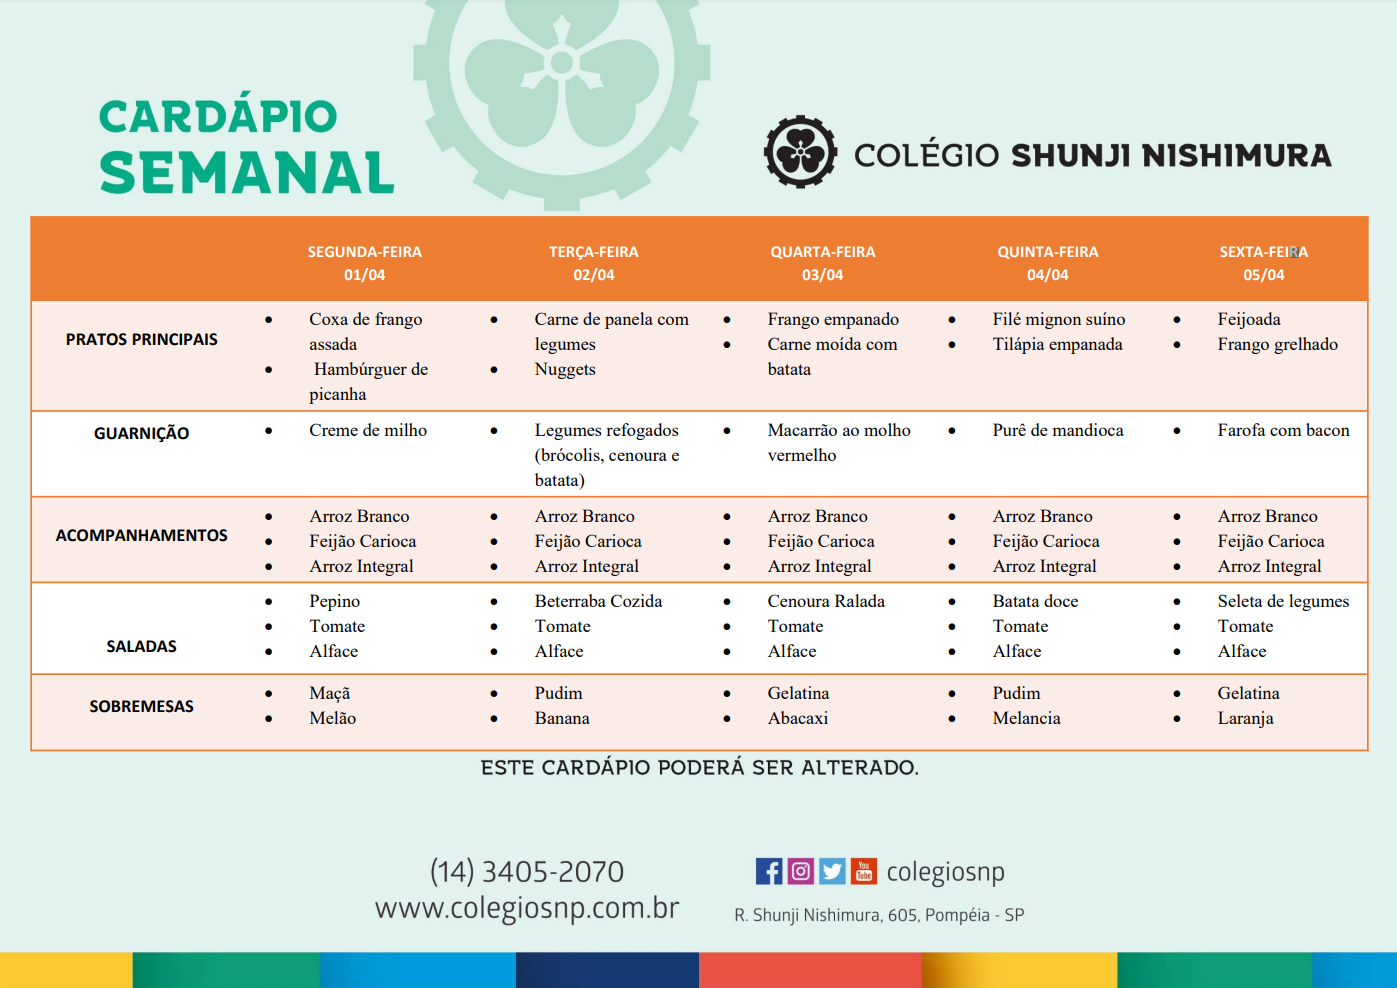 CARDÁPIO
SEMANAL
COLÉGIO SHUNJI NISHIMURA
SEGUNDA-FEIRA
01/04
TERÇA-FEIRA
02/04
QUARTA-FEIRA
03/04
QUINTA-FEIRA
04/04
SEXTA-FEIRA
05/04
PRATOS PRINCIPAIS
Coxa de frango
assada
Hambúrguer de
picanha
Carne de panela com
legumes
Nuggets
Frango empanado
Carne moída com
batata
Filé mignon suíno
Tilápia empanada
Feijoada
Frango grelhado
GUARNIÇÃO
Creme de milho
Legumes refogados
(brócolis, cenoura e
batata)
Macarrão ao molho
vermelho
Purê de mandioca
Farofa com bacon
ACOMPANHAMENTOS
Arroz Branco
Feijão Carioca
Arroz Integral
Arroz Branco
Feijão Carioca
Arroz Integral
Arroz Branco
Feijão Carioca
Arroz Integral
Arroz Branco
Feijão Carioca
Arroz Integral
Arroz Branco
Feijão Carioca
Arroz Integral
SALADAS
Pepino
Tomate
Alface
Beterraba Cozida
Tomate
Alface
Cenoura Ralada
Tomate
Alface
Batata doce
Tomate
Alface
Seleta de legumes
Tomate
Alface
SOBREMESAS
Maçã
Melão
Pudim
Banana
Gelatina
Abacaxi
Pudim
Melancia
Gelatina
Laranja
ESTE CARDÁPIO PODERÁ SER ALTERADO.
(14) 3405-2070
www.colegiosnp.com.br
You
Tube
colegiosnp
R. Shunji Nishimura, 605, Pompéia - SP